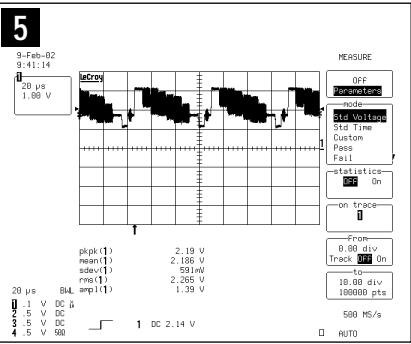 5
9-Feb-02
9:41:14
1
20 µs
1.00 V
LeCroy
1
MEASURE
OFF
Parameters
mode
Std Voltage
Std Time
Custom
Pass
Fail
statistics
OFF On
on trace
1
From
0.00 div
Track OFF On
to
10.00 div
100000 pts
pkpk(1) 2.19 V
mean(1) 2.186 V
sdev(1) 591mV
rms(1) 2.265 V
ampl(1) 1.39 V
20 µs BWL
1 .1 V DC
2 .5 V DC
3 .5 V DC
4 .5 V 50Ω
1 DC 2.14 V
500 MS/s
AUTO